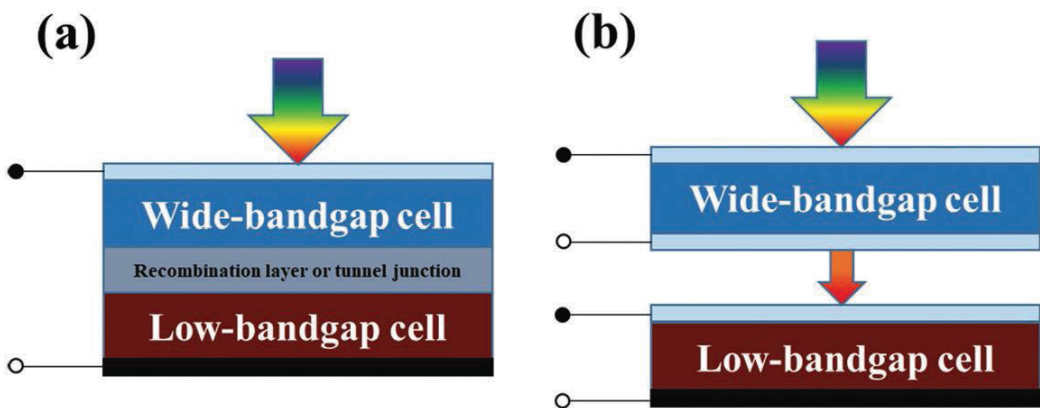 (a)
Wide-bandgap cell
Recombination layer or tunnel junction
Low-bandgap cell
(b)
Wide-bandgap cell
Low-bandgap cell